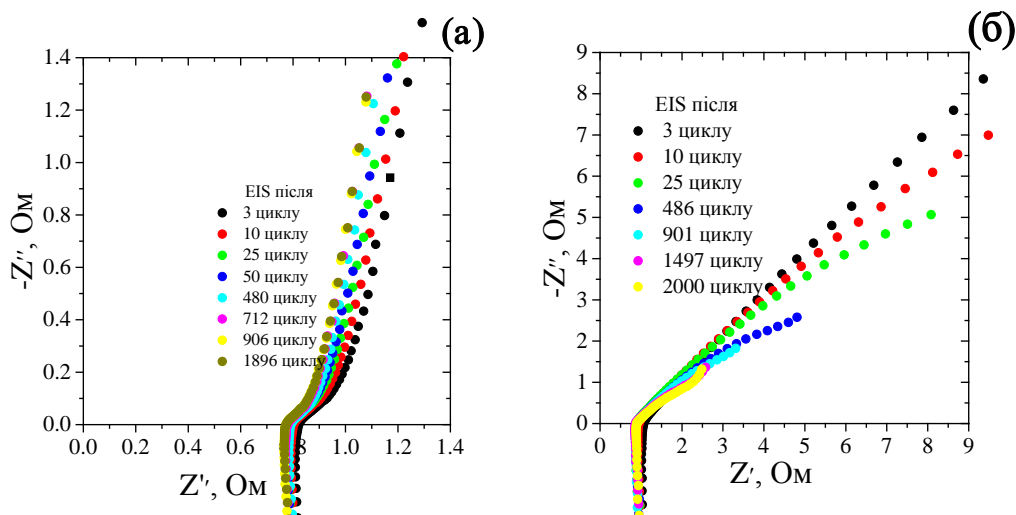 (а)
1.4
1.2
1.0
0.8
0.6
0.4
0.2
0.0
-Z′′, Ом
EIS після
3 циклу
10 циклу
25 циклу
50 циклу
480 циклу
712 циклу
906 циклу
1896 циклу
0.0 0.2 0.4 0.6 0.8 1.0 1.2 1.4
Z′′, Ом
(б)
9
8
7
6
5
4
3
2
1
0
-Z′′, Ом
EIS після
3 циклу
10 циклу
25 циклу
486 циклу
901 циклу
1497 циклу
2000 циклу
0 1 2 3 4 5 6 7 8 9
Z′, Ом